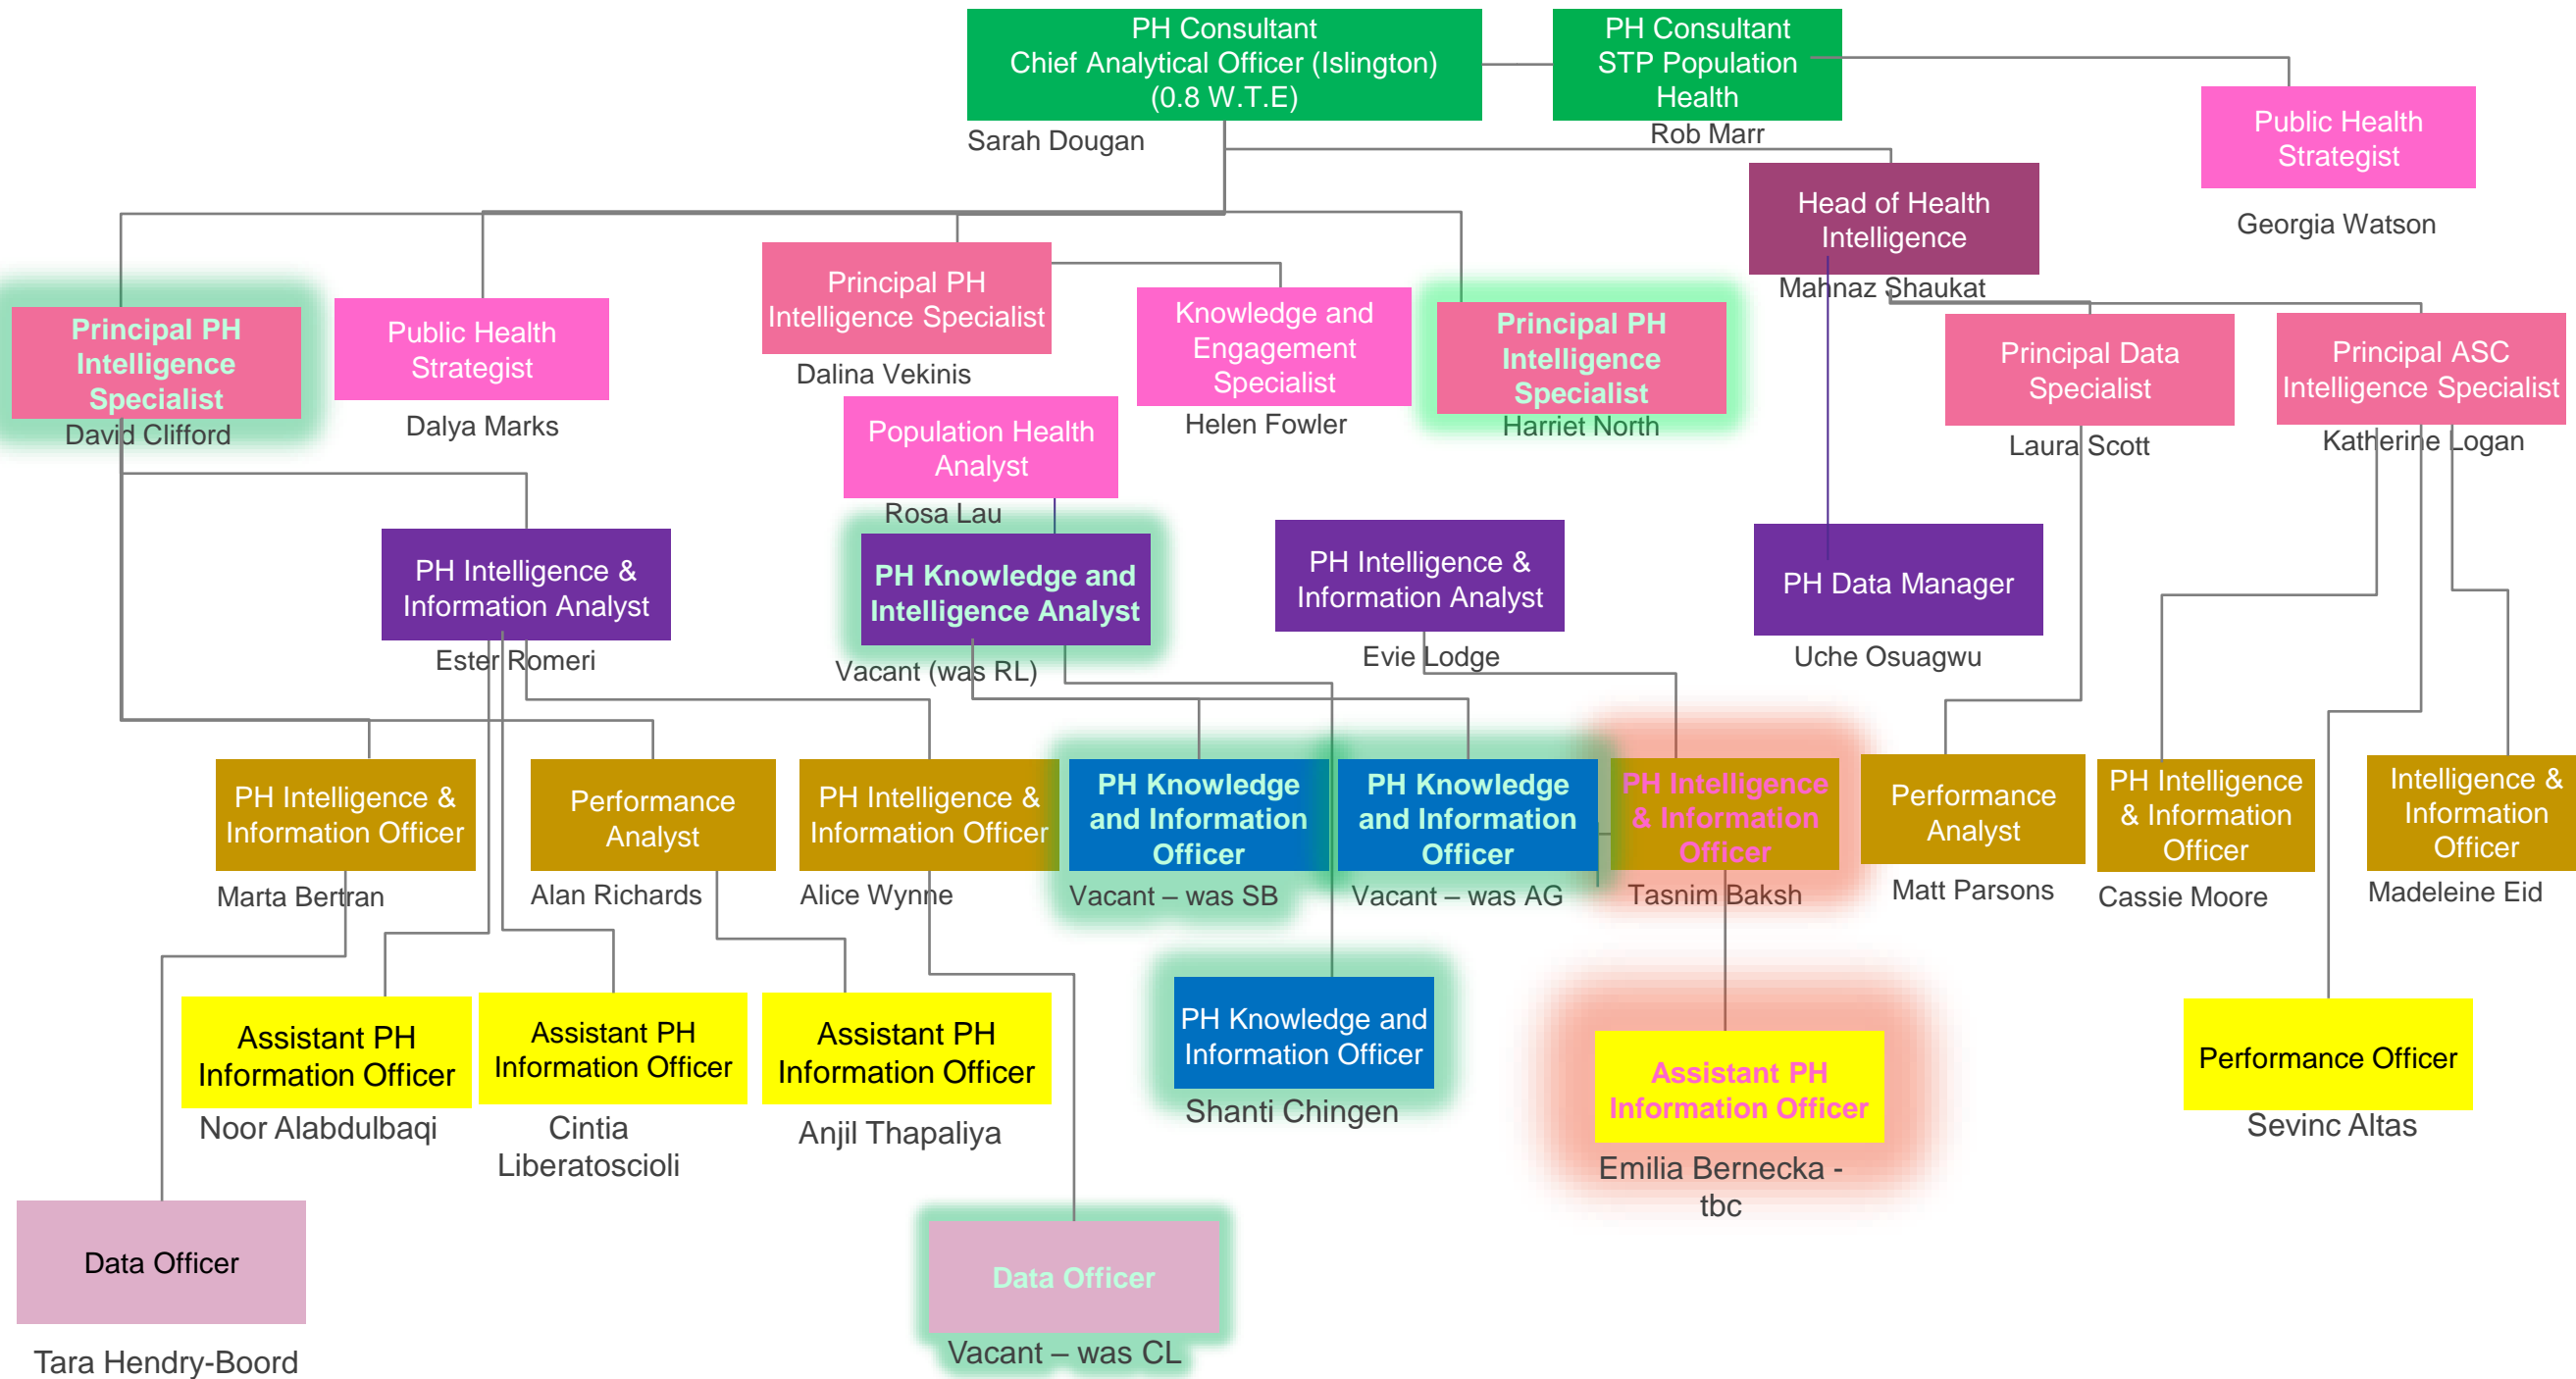 PH Consultant
Chief Analytical Officer (Islington)
(0.8 W.T.E)
Sarah Dougan
PH Consultant
STP Population
Health
Rob Marr
Public Health
Strategist
Georgia Watson
Head of Health
Intelligence
Mahnaz Shaukat
Principal PH
Intelligence
Specialist
David Clifford
Public Health
Strategist
Dalya Marks
Principal PH
Intelligence Specialist
Dalina Vekinis
Knowledge and
Engagement
Specialist
Helen Fowler
Principal PH
Intelligence
Specialist
Harriet North
Principal Data
Specialist
Laura Scott
Principal ASC
Intelligence Specialist
Katherine Logan
Population Health
Analyst
Rosa Lau
PH Intelligence &
Information Analyst
Ester Romeri
PH Knowledge and
Intelligence Analyst
Vacant (was RL)
PH Intelligence &
Information Analyst
Evie Lodge
PH Data Manager
Uche Osuagwu
PH Intelligence &
Information Officer
Marta Bertran
Performance
Analyst
Alan Richards
PH Intelligence &
Information Officer
Alice Wynne
PH Knowledge
and Information
Officer
Vacant – was SB
PH Knowledge
and Information
Officer
Vacant – was AG
PH Intelligence
& Information
Officer
Tasnim Baksh
Performance
Analyst
Matt Parsons
PH Intelligence
& Information
Officer
Cassie Moore
Intelligence &
Information
Officer
Madeleine Eid
Assistant PH
Information Officer
Noor Alabdulbaqi
Assistant PH
Information Officer
Cintia
Liberatoscioli
Assistant PH
Information Officer
Anjil Thapaliya
PH Knowledge and
Information Officer
Shanti Chingen
Assistant PH
Information Officer
Emilia Bernecka -
tbc
Performance Officer
Sevinc Altas
Data Officer
Tara Hendry-Boord
Data Officer
Vacant – was CL